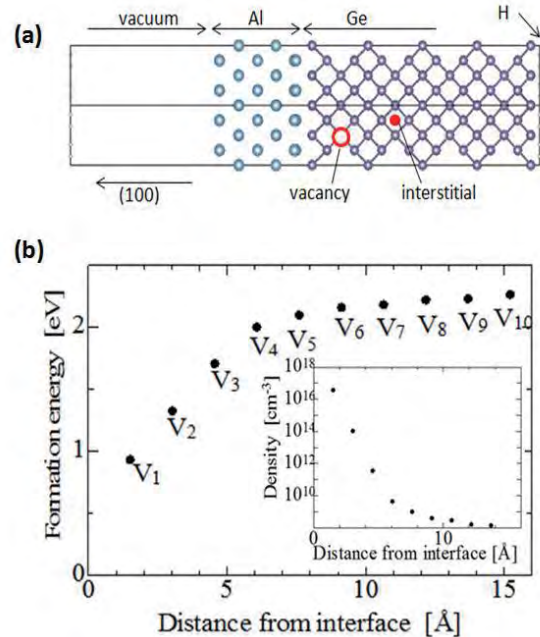 (a)
vacuum Al Ge H
vacancy interstitial
(100)
(b)
Formation energy [eV]
2
1
0
V1
V2
V3
V4
V5
V6
V7
V8
V9
V10
Density [cm-3]
10^18
10^16
10^14
10^12
10^10
0 10
Distance from interface [Å]
0 5 10 15
Distance from interface [Å]